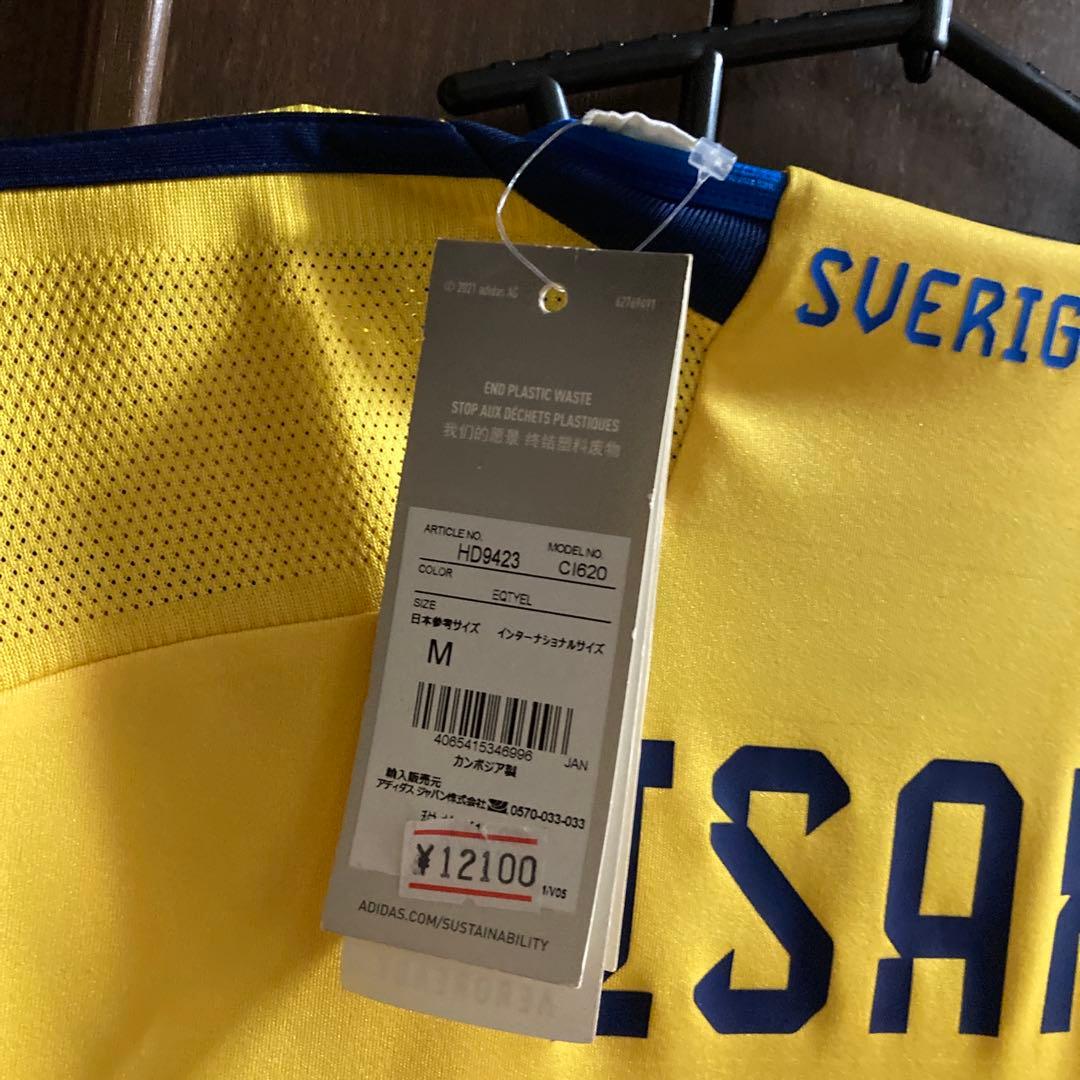 © 2021 adidas AG
62769491
END PLASTIC WASTE
STOP AUX DÉCHETS PLASTIQUES
我们的愿景 终结塑料废物
ARTICLE NO.
HD9423
MODEL NO.
CI620
COLOR
EQTYEL
SIZE
日本参考サイズ
インターナショナルサイズ
M
4065415346996
JAN
カンボジア製
輸入販売元
アディダス ジャパン株式会社 0570-033-033
¥12100
1/V05
ADIDAS.COM/SUSTAINABILITY
SVERIG
ISA